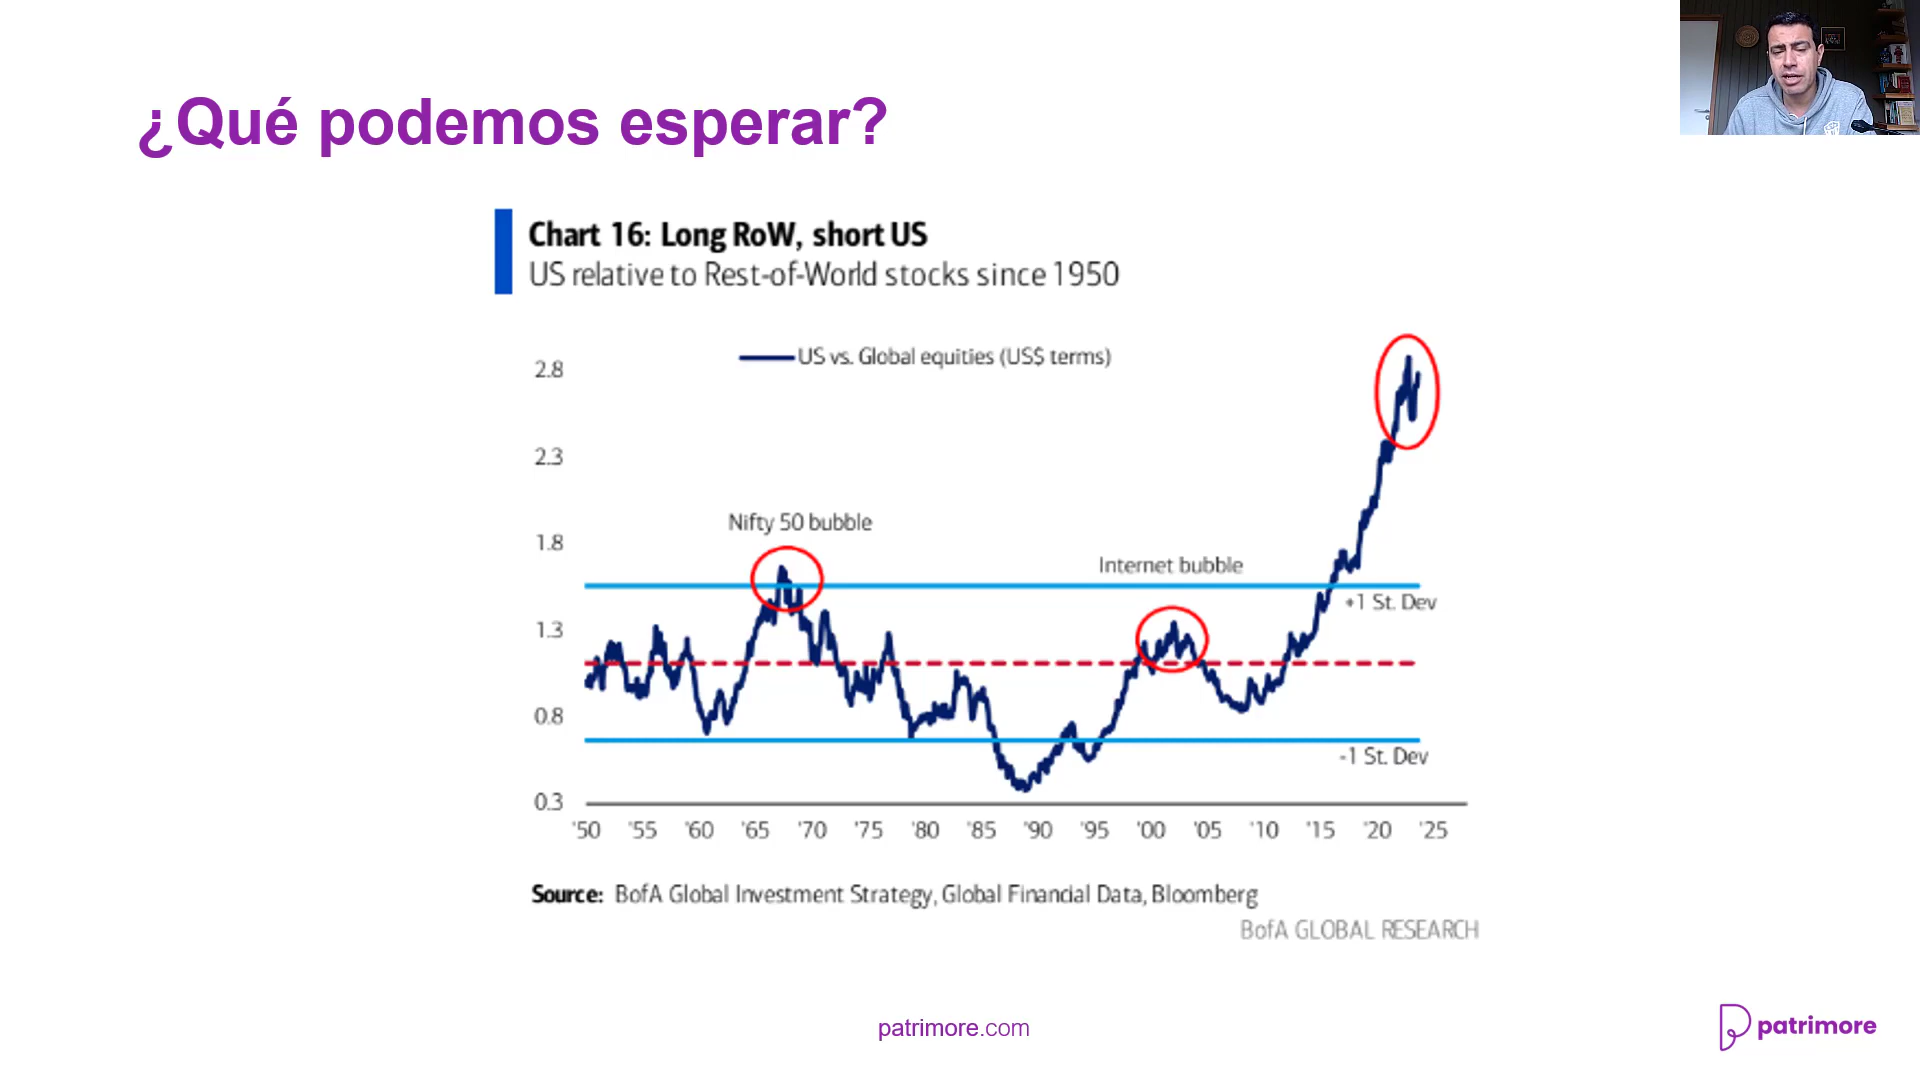 ¿Qué podemos esperar?
Chart 16: Long RoW, short US
US relative to Rest-of-World stocks since 1950
US vs. Global equities (US$ terms)
2.8
2.3
Nifty 50 bubble
1.8
Internet bubble
+1 St. Dev
1.3
0.8
-1 St. Dev
0.3
'50 '55 '60 '65 '70 '75 '80 '85 '90 '95 '00 '05 '10 '15 '20 '25
Source: BofA Global Investment Strategy, Global Financial Data, Bloomberg
BofA GLOBAL RESEARCH
patrimore.com
patrimore